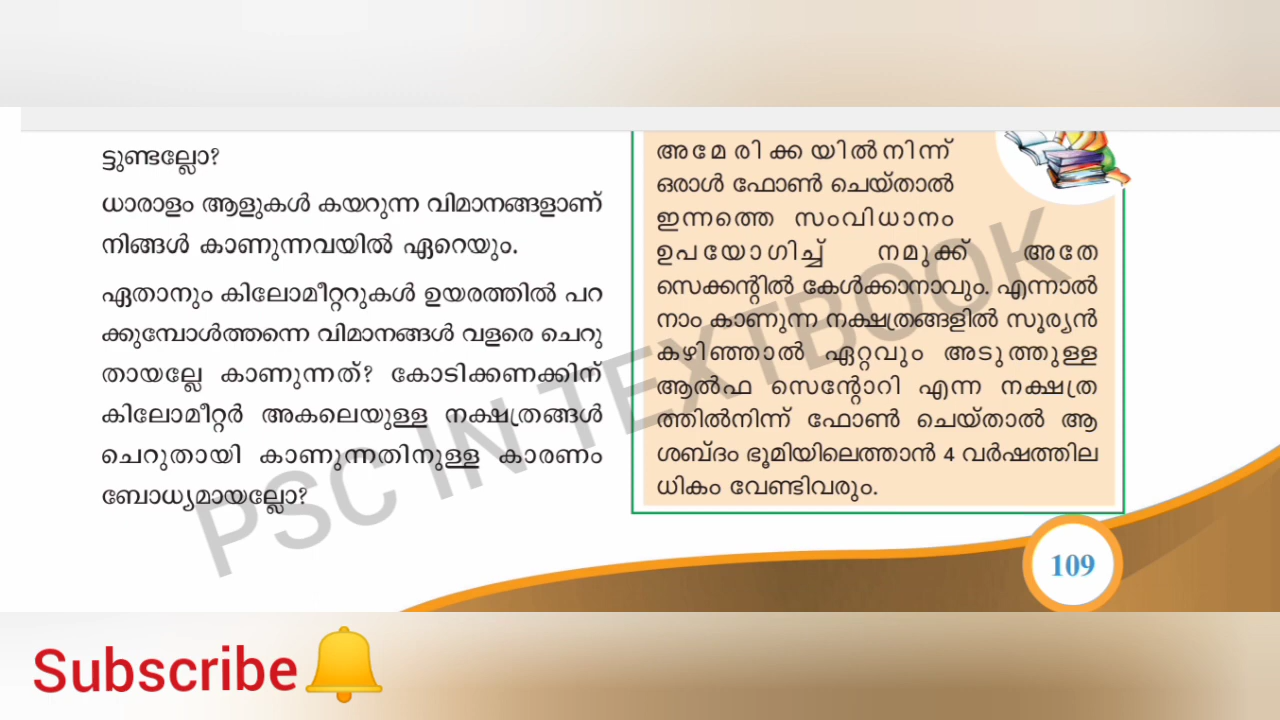 ട്ടുണ്ടല്ലോ?
ധാരാളം ആളുകൾ കയറുന്ന വിമാനങ്ങളാണ്
നിങ്ങൾ കാണുന്നവയിൽ ഏറെയും.
ഏതാനും കിലോമീറ്ററുകൾ ഉയരത്തിൽ പറ
ക്കുമ്പോൾത്തന്നെ വിമാനങ്ങൾ വളരെ ചെറു
തായല്ലേ കാണുന്നത്? കോടിക്കണക്കിന്
കിലോമീറ്റർ അകലെയുള്ള നക്ഷത്രങ്ങൾ
ചെറുതായി കാണുന്നതിനുള്ള കാരണം
ബോധ്യമായല്ലോ?
അമേരിക്കയിൽനിന്ന്
ഒരാൾ ഫോൺ ചെയ്താൽ
ഇന്നത്തെ സംവിധാനം
ഉപയോഗിച്ച് നമുക്ക് അതേ
സെക്കന്റിൽ കേൾക്കാനാവും. എന്നാൽ
നാം കാണുന്ന നക്ഷത്രങ്ങളിൽ സൂര്യൻ
കഴിഞ്ഞാൽ ഏറ്റവും അടുത്തുള്ള
ആൽഫ സെന്റോറി എന്ന നക്ഷത്ര
ത്തിൽനിന്ന് ഫോൺ ചെയ്താൽ ആ
ശബ്ദം ഭൂമിയിലെത്താൻ 4 വർഷത്തില
ധികം വേണ്ടിവരും.
PSC IN TEXTBOOK
109
Subscribe